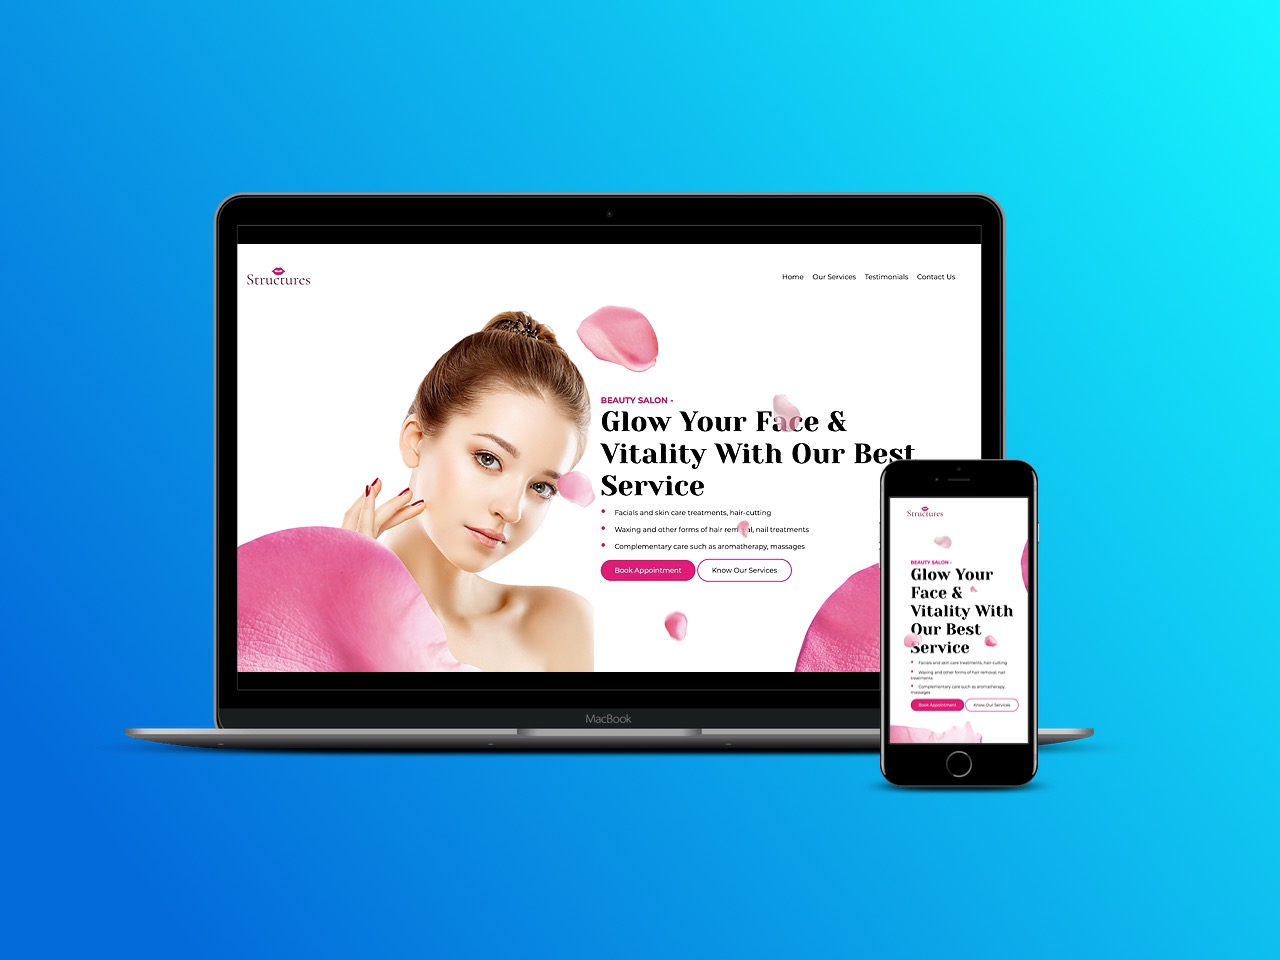 Structures
Home Our Services Testimonials Contact Us
BEAUTY SALON -
Glow Your Face &
Vitality With Our Best
Service
Facials and skin care treatments, hair-cutting
Waxing and other forms of hair removal, nail treatments
Complementary care such as aromatherapy, massages
Book Appointment Know Our Services
MacBook
Structures
BEAUTY SALON -
Glow Your
Face &
Vitality With
Our Best
Service
Facials and skin care treatments, hair-cutting
Waxing and other forms of hair removal, nail
treatments
Complementary care such as aromatherapy,
massages
Book Appointment Know Our Services